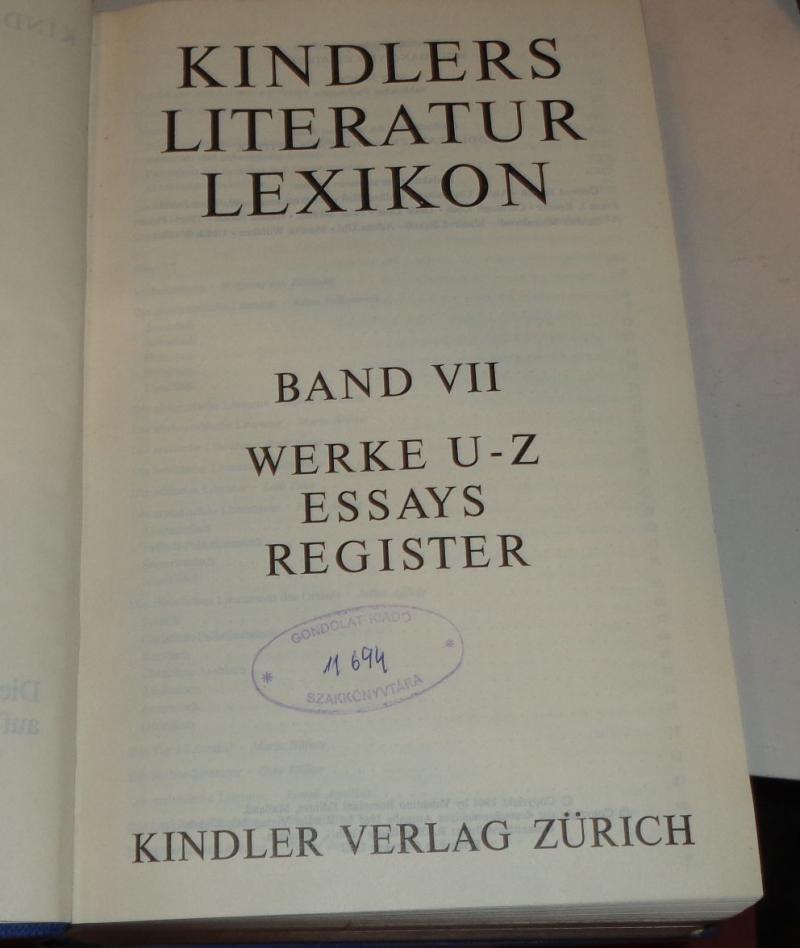 KINDLERS
LITERATUR
LEXIKON
BAND VII
WERKE U-Z
ESSAYS
REGISTER
GONDOLAT KIADÓ
11 694
SZAKKÖNYVTÁRA
KINDLER VERLAG ZÜRICH